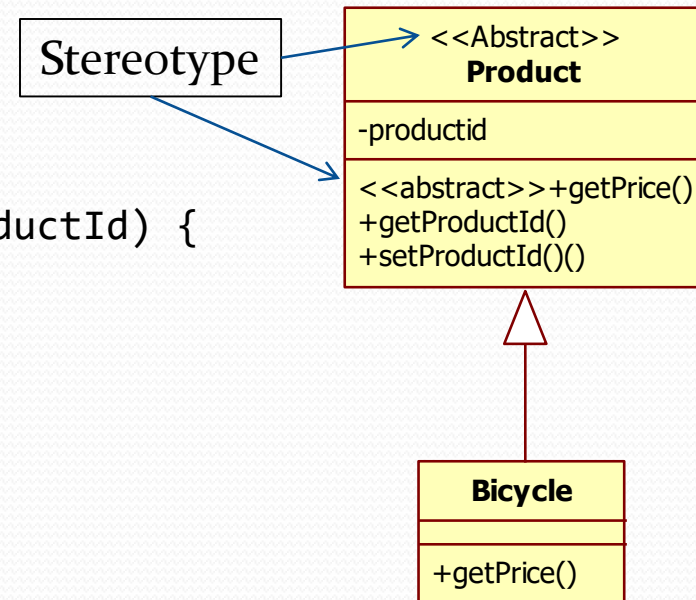 Stereotype
ductId) {
<<Abstract>>
Product
-productid
<<abstract>>+getPrice()
+getProductId()
+setProductId()()
Bicycle
+getPrice()